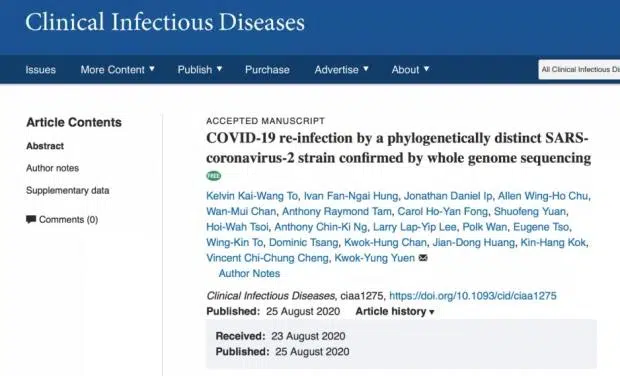 Clinical Infectious Diseases
Issues More Content ▼ Publish ▼ Purchase Advertise ▼ About ▼ All Clinical Infectious
Article Contents
Abstract
Author notes
Supplementary data
Comments (0)
ACCEPTED MANUSCRIPT
COVID-19 re-infection by a phylogenetically distinct SARS-
coronavirus-2 strain confirmed by whole genome sequencing
FREE
Kelvin Kai-Wang To, Ivan Fan-Ngai Hung, Jonathan Daniel Ip, Allen Wing-Ho Chu,
Wan-Mui Chan, Anthony Raymond Tam, Carol Ho-Yan Fong, Shuofeng Yuan,
Hoi-Wah Tsoi, Anthony Chin-Ki Ng, Larry Lap-Yip Lee, Polk Wan, Eugene Tso,
Wing-Kin To, Dominic Tsang, Kwok-Hung Chan, Jian-Dong Huang, Kin-Hang Kok,
Vincent Chi-Chung Cheng, Kwok-Yung Yuen
Author Notes
Clinical Infectious Diseases, ciaa1275, https://doi.org/10.1093/cid/ciaa1275
Published: 25 August 2020 Article history ▾
Received: 23 August 2020
Published: 25 August 2020